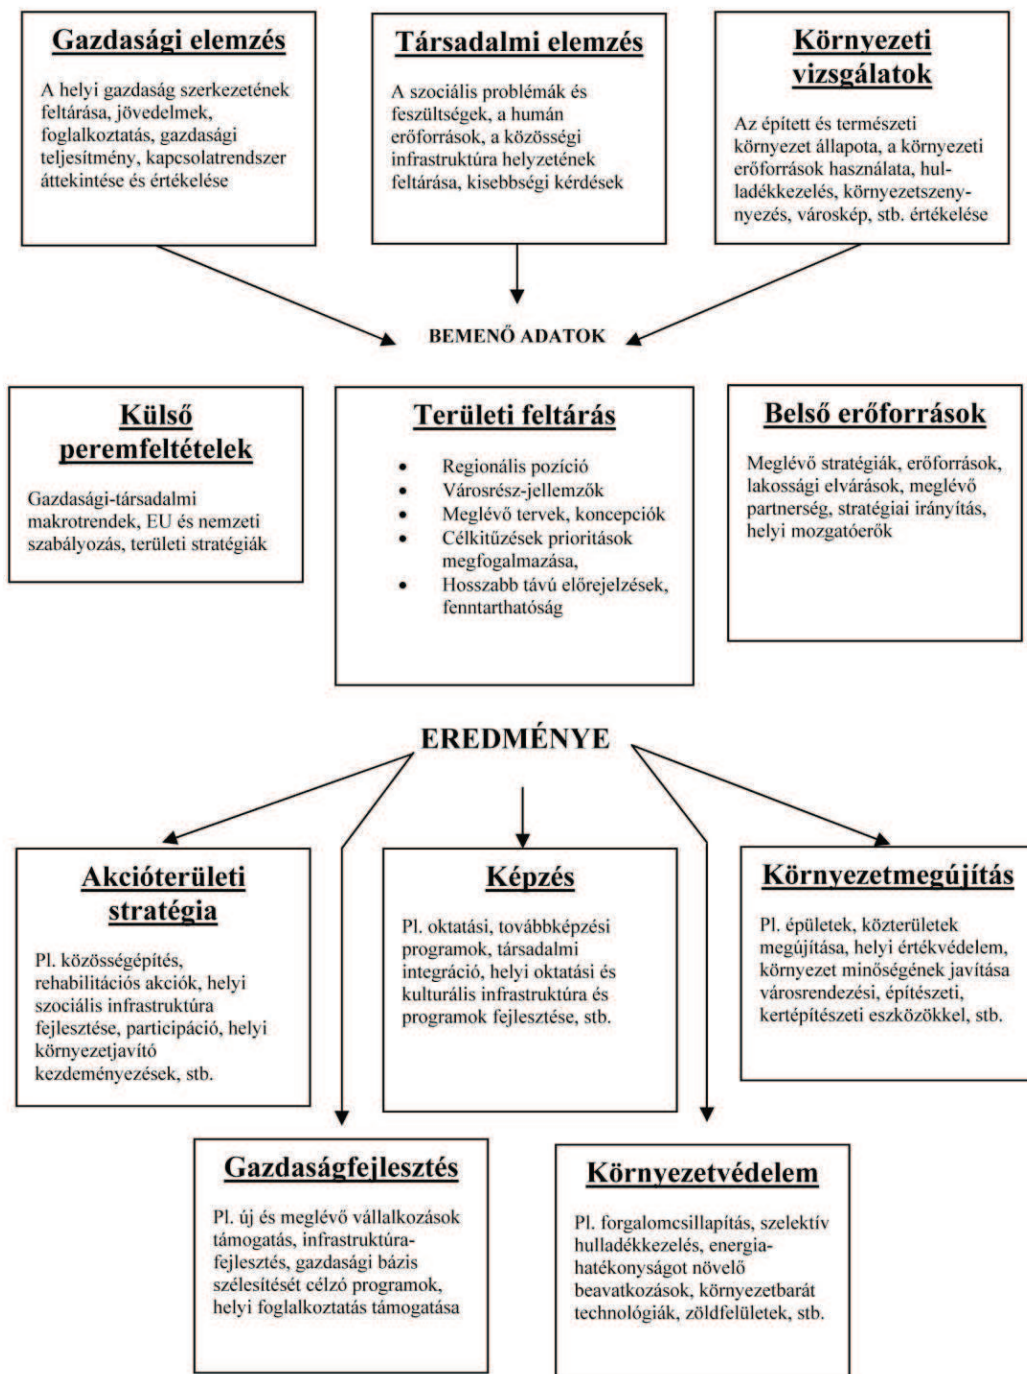 Gazdasági elemzés
A helyi gazdaság szerkezetének
feltárása, jövedelmek,
foglalkoztatás, gazdasági
teljesítmény, kapcsolatrendszer
áttekintése és értékelése
Társadalmi elemzés
A szociális problémák és
feszültségek, a humán
erőforrások, a közösségi
infrastruktúra helyzetének
feltárása, kisebbségi kérdések
Környezeti
vizsgálatok
Az épített és természeti
környezet állapota, a környezeti
erőforrások használata, hul-
ladékkezelés, környezetszeny-
nyezés, városkép, stb. értékelése
BEMENŐ ADATOK
Külső
peremfeltételek
Gazdasági-társadalmi
makrotrendek, EU és nemzeti
szabályozás, területi stratégiák
Területi feltárás
• Regionális pozíció
• Városrész-jellemzők
• Meglévő tervek, koncepciók
• Célkitűzések prioritások
megfogalmazása,
• Hosszabb távú előrejelzések,
fenntarthatóság
Belső erőforrások
Meglévő stratégiák, erőforrások,
lakossági elvárások, meglévő
partnerség, stratégiai irányítás,
helyi mozgatóerők
EREDMÉNYE
Akcióterületi
stratégia
Pl. közösségépítés,
rehabilitációs akciók, helyi
szociális infrastruktúra
fejlesztése, participáció, helyi
környezetjavító
kezdeményezések, stb.
Képzés
Pl. oktatási, továbbképzési
programok, társadalmi
integráció, helyi oktatási és
kulturális infrastruktúra és
programok fejlesztése, stb.
Környezetmegújítás
Pl. épületek, közterületek
megújítása, helyi értékvédelem,
környezet minőségének javítása
városrendezési, építészeti,
kertépítészeti eszközökkel, stb.
Gazdaságfejlesztés
Pl. új és meglévő vállalkozások
támogatás, infrastruktúra-
fejlesztés, gazdasági bázis
szélesítését célzó programok,
helyi foglalkoztatás támogatása
Környezetvédelem
Pl. forgalomcsillapítás, szelektív
hulladékkezelés, energia-
hatékonyságot növelő
beavatkozások, környezetbarát
technológiák, zöldfelületek, stb.